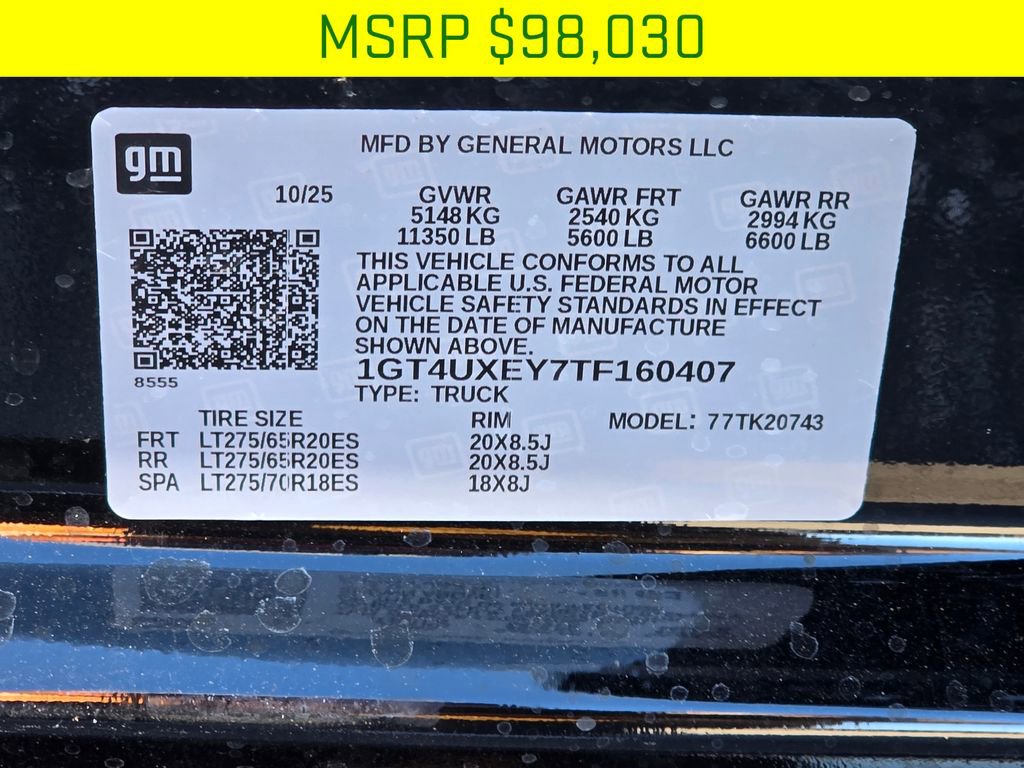 MSRP $98,030
gm
MFD BY GENERAL MOTORS LLC
10/25 GVWR GAWR FRT GAWR RR
5148 KG 2540 KG 2994 KG
11350 LB 5600 LB 6600 LB
THIS VEHICLE CONFORMS TO ALL
APPLICABLE U.S. FEDERAL MOTOR
VEHICLE SAFETY STANDARDS IN EFFECT
ON THE DATE OF MANUFACTURE
SHOWN ABOVE.
8555
1GT4UXEY7TF160407
TYPE: TRUCK
TIRE SIZE RIM MODEL: 77TK20743
FRT LT275/65R20ES 20X8.5J
RR LT275/65R20ES 20X8.5J
SPA LT275/70R18ES 18X8J